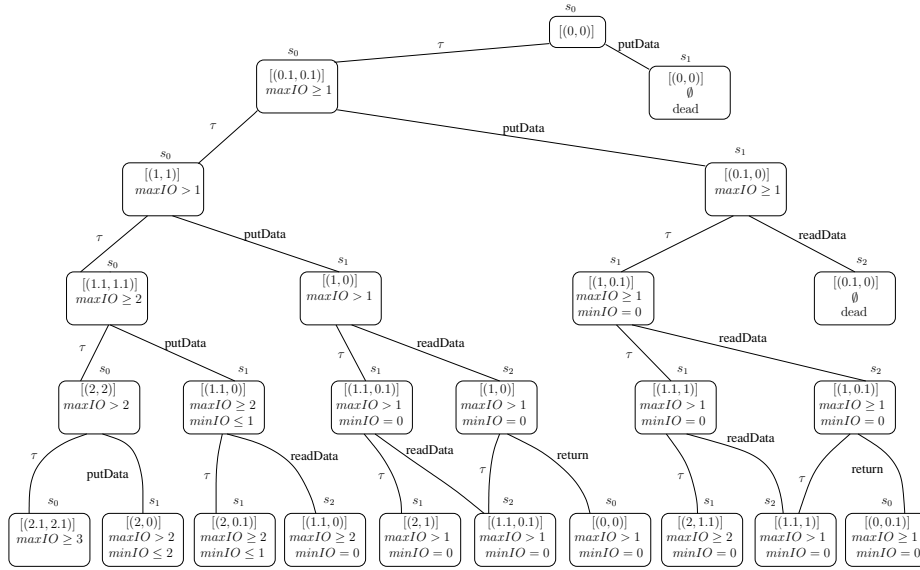 s₀
[(0, 0)]
τ
putData
s₀
[(0.1, 0.1)]
maxIO ≥ 1
s₁
[(0, 0)]
∅
dead
τ
putData
s₀
[(1, 1)]
maxIO > 1
s₁
[(0.1, 0)]
maxIO ≥ 1
τ
putData
τ
readData
s₀
[(1.1, 1.1)]
maxIO ≥ 2
s₁
[(1, 0)]
maxIO > 1
s₁
[(1, 0.1)]
maxIO ≥ 1
minIO = 0
s₂
[(0.1, 0)]
∅
dead
τ
putData
τ
readData
τ
readData
s₀
[(2, 2)]
maxIO > 2
s₁
[(1.1, 0)]
maxIO ≥ 2
minIO ≤ 1
s₁
[(1.1, 0.1)]
maxIO > 1
minIO = 0
s₂
[(1, 0)]
maxIO > 1
minIO = 0
s₁
[(1.1, 1)]
maxIO > 1
minIO = 0
s₂
[(1, 0.1)]
maxIO ≥ 1
minIO = 0
τ
putData
τ
readData
τ
readData
τ
return
τ
readData
τ
return
s₀
[(2.1, 2.1)]
maxIO ≥ 3
s₁
[(2, 0)]
maxIO > 2
minIO ≤ 2
s₁
[(2, 0.1)]
maxIO ≥ 2
minIO ≤ 1
s₂
[(1.1, 0)]
maxIO ≥ 2
minIO = 0
s₁
[(2, 1)]
maxIO > 1
minIO = 0
s₂
[(1.1, 0.1)]
maxIO > 1
minIO = 0
s₀
[(0, 0)]
maxIO > 1
minIO = 0
s₁
[(2, 1.1)]
maxIO ≥ 2
minIO = 0
s₂
[(1.1, 1)]
maxIO > 1
minIO = 0
s₀
[(0, 0.1)]
maxIO ≥ 1
minIO = 0